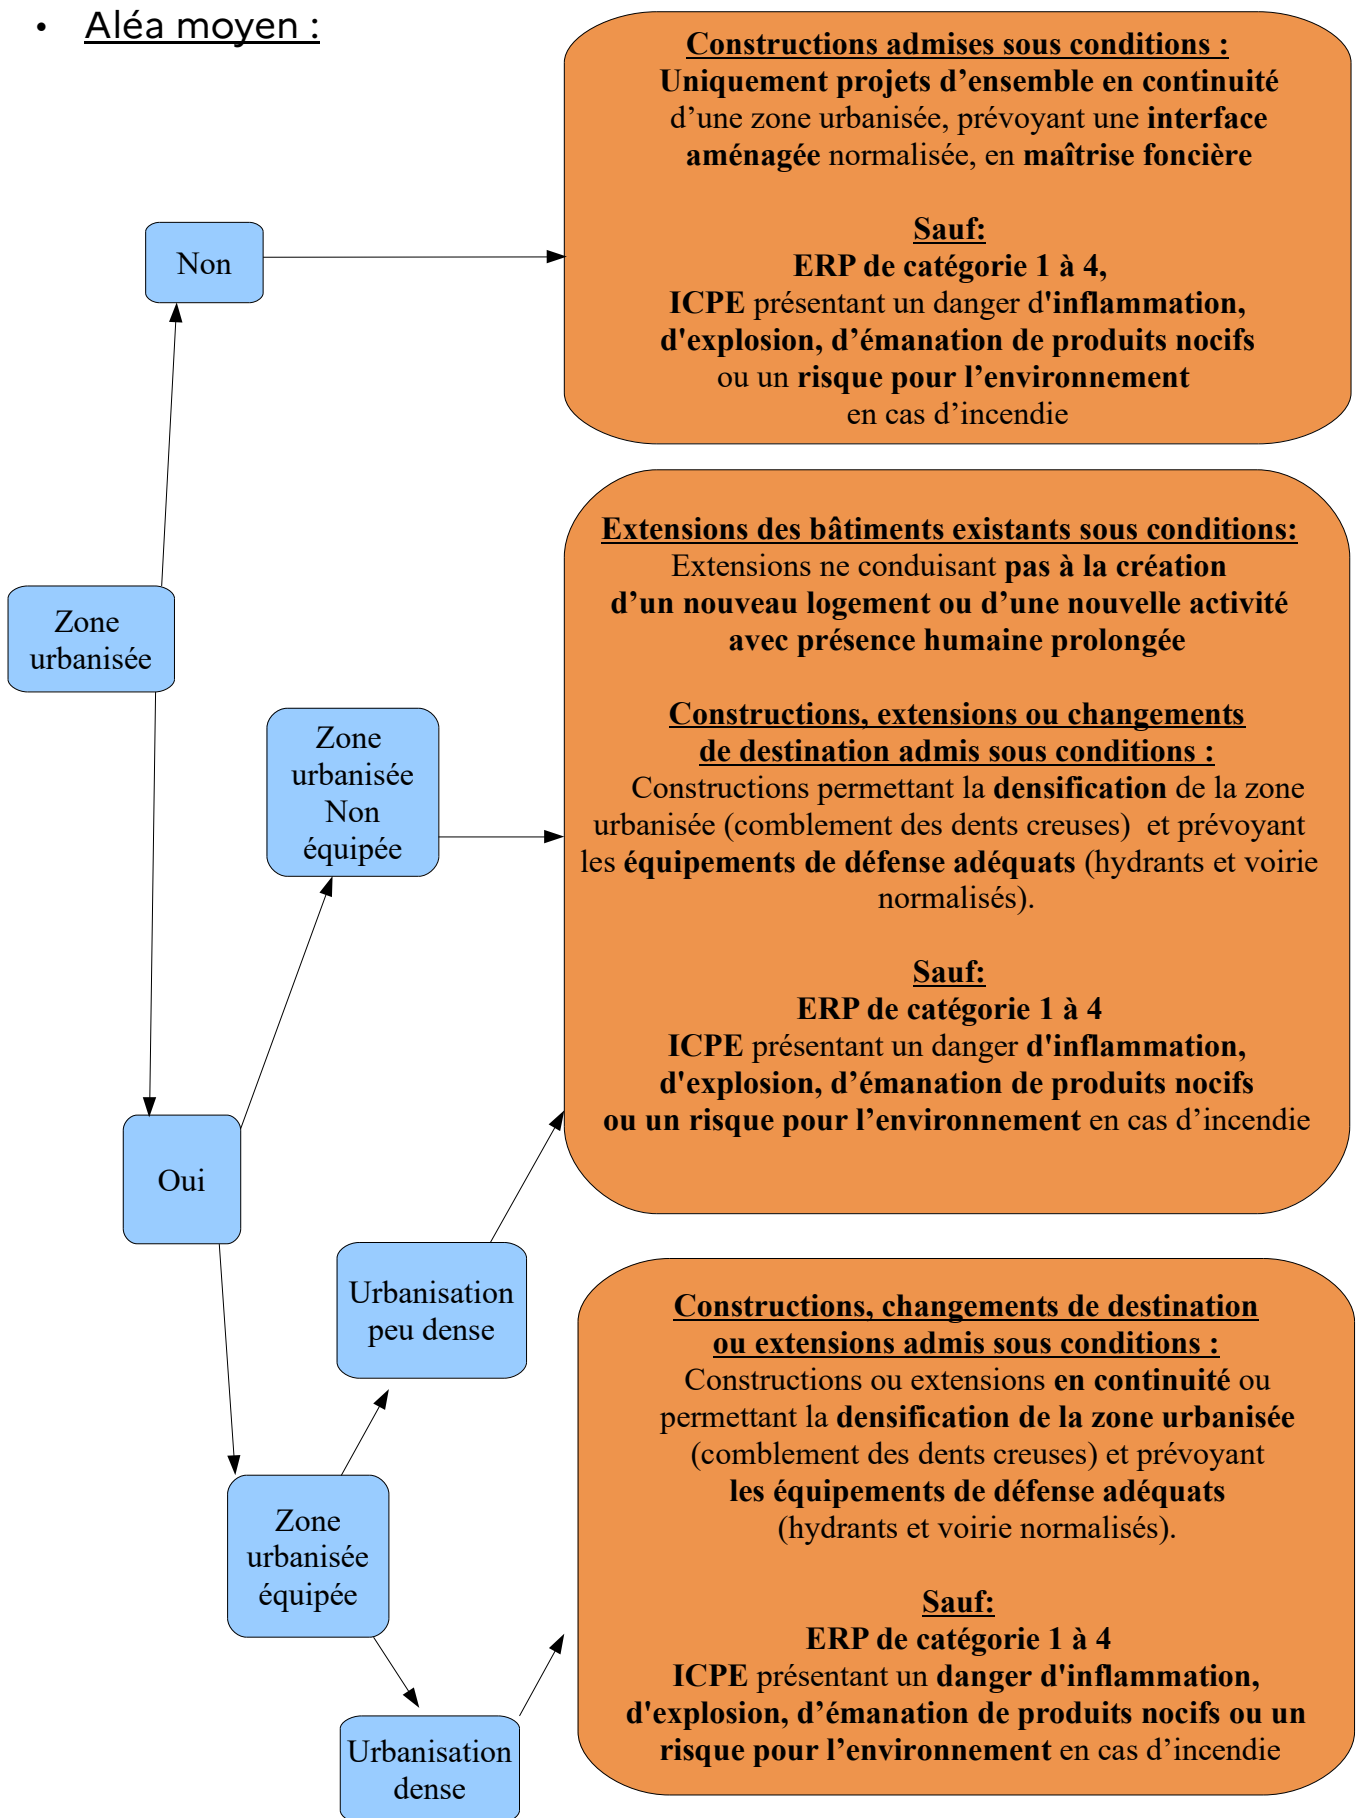 • Aléa moyen :
Constructions admises sous conditions :
Uniquement projets d’ensemble en continuité
d’une zone urbanisée, prévoyant une interface
aménagée normalisée, en maîtrise foncière
Sauf:
ERP de catégorie 1 à 4,
ICPE présentant un danger d'inflammation,
d'explosion, d’émanation de produits nocifs
ou un risque pour l’environnement
en cas d’incendie
Non
Zone
urbanisée
Extensions des bâtiments existants sous conditions:
Extensions ne conduisant pas à la création
d’un nouveau logement ou d’une nouvelle activité
avec présence humaine prolongée
Constructions, extensions ou changements
de destination admis sous conditions :
Constructions permettant la densification de la zone
urbanisée (comblement des dents creuses) et prévoyant
les équipements de défense adéquats (hydrants et voirie
normalisés).
Sauf:
ERP de catégorie 1 à 4
ICPE présentant un danger d'inflammation,
d'explosion, d’émanation de produits nocifs
ou un risque pour l’environnement en cas d’incendie
Zone
urbanisée
Non
équipée
Oui
Urbanisation
peu dense
Constructions, changements de destination
ou extensions admis sous conditions :
Constructions ou extensions en continuité ou
permettant la densification de la zone urbanisée
(comblement des dents creuses) et prévoyant
les équipements de défense adéquats
(hydrants et voirie normalisés).
Sauf:
ERP de catégorie 1 à 4
ICPE présentant un danger d'inflammation,
d'explosion, d’émanation de produits nocifs ou un
risque pour l’environnement en cas d’incendie
Zone
urbanisée
équipée
Urbanisation
dense